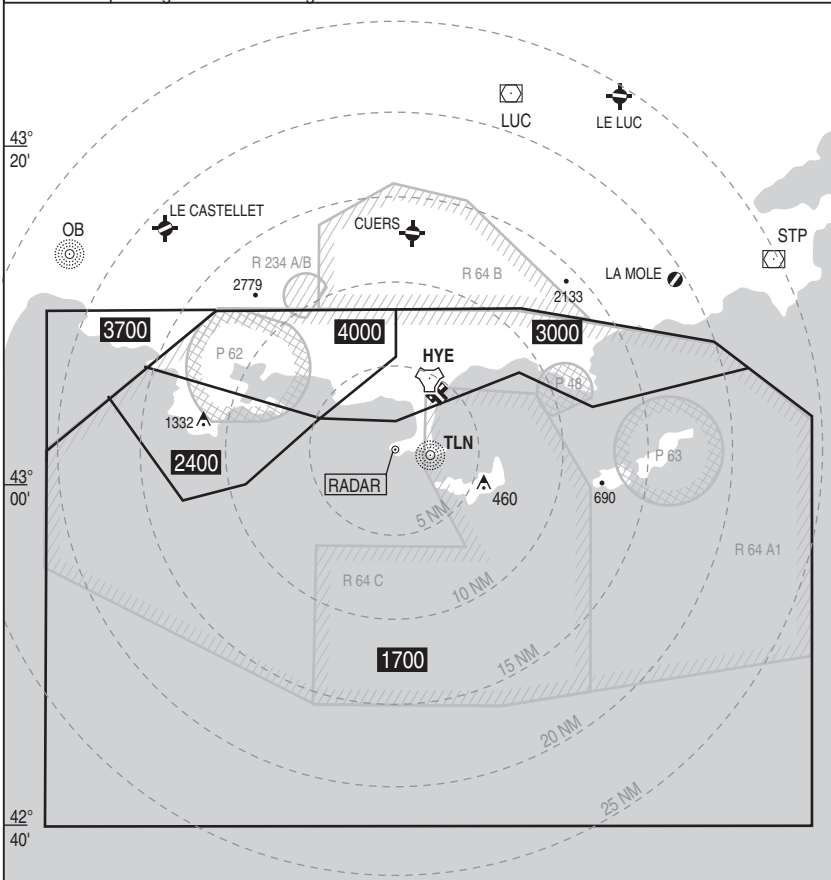 LUC
LE LUC
43°
20'
LE CASTELLET
CUERS
OB
STP
R 234 A/B
R 64 B
LA MOLE
2779
2133
3700
4000
3000
HYE
P 62
P 48
1332
TLN
P 63
2400
43°
00'
RADAR
460
690
5 NM
R 64 A1
R 64 C
10 NM
1700
15 NM
20 NM
25 NM
42°
40'